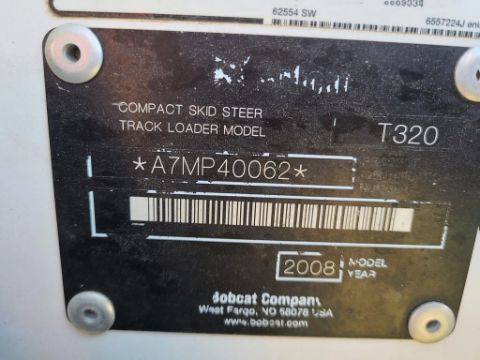 62554 SW
6557224J enU
COMPACT SKID STEER
TRACK LOADER MODEL T320
*A7MP40062*
2008 MODEL
YEAR
Bobcat Company
West Fargo, ND 58078 USA
www.bobcat.com